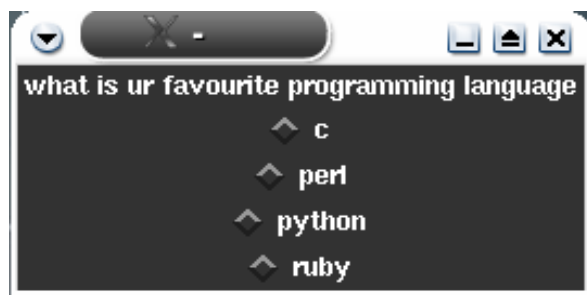 -
what is ur favourite programming language
c
perl
python
ruby